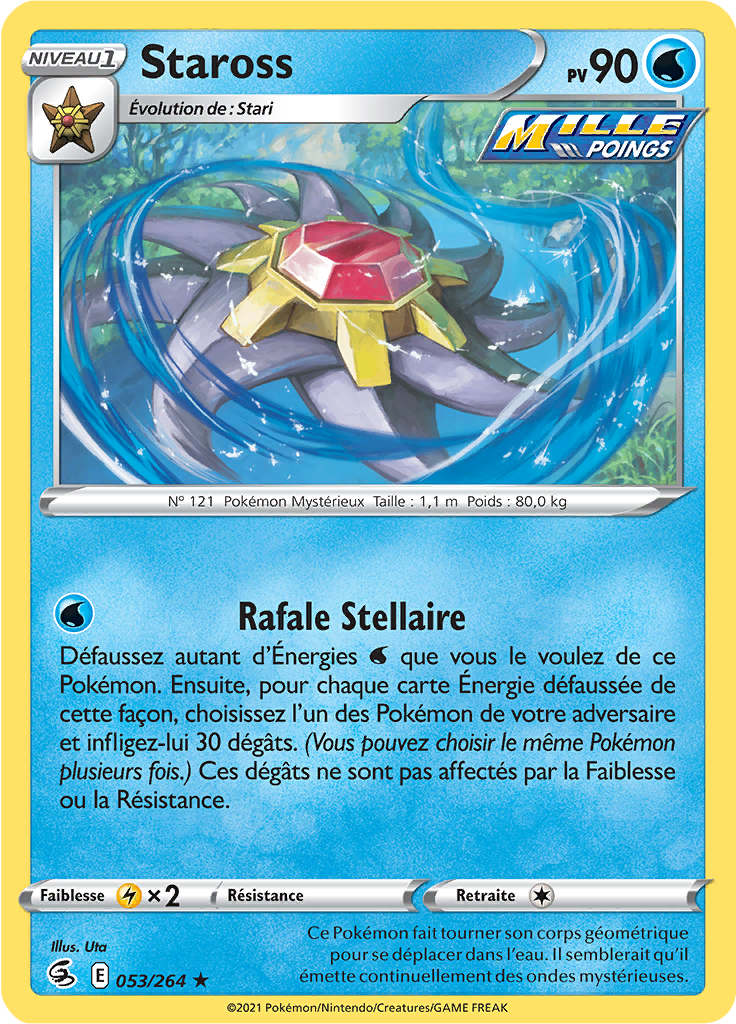 NIVEAU 1
Staross
PV 90
Évolution de : Stari
MILLE
POINGS
N° 121 Pokémon Mystérieux Taille : 1,1 m Poids : 80,0 kg
Rafale Stellaire
Défaussez autant d'Énergies que vous le voulez de ce
Pokémon. Ensuite, pour chaque carte Énergie défaussée de
cette façon, choisissez l'un des Pokémon de votre adversaire
et infligez-lui 30 dégâts. (Vous pouvez choisir le même Pokémon
plusieurs fois.) Ces dégâts ne sont pas affectés par la Faiblesse
ou la Résistance.
Faiblesse ×2 Résistance Retraite
Illus. Uta
Ce Pokémon fait tourner son corps géométrique
pour se déplacer dans l'eau. Il semblerait qu'il
émette continuellement des ondes mystérieuses.
E 053/264 ★
©2021 Pokémon/Nintendo/Creatures/GAME FREAK